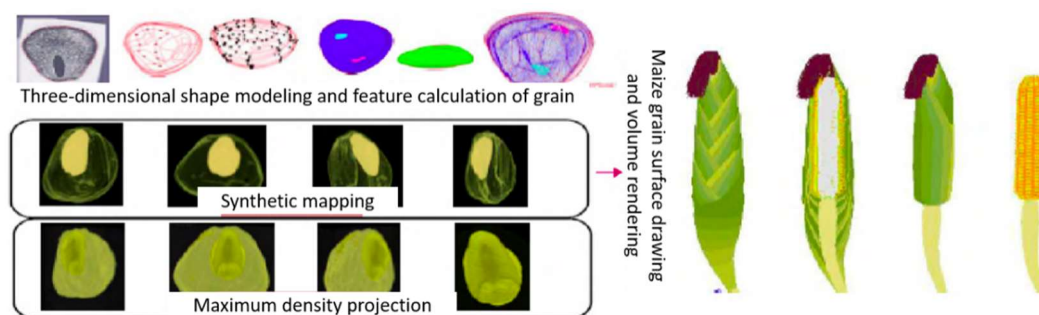 Three-dimensional shape modeling and feature calculation of grain
Synthetic mapping
Maximum density projection
Maize grain surface drawing
and volume rendering